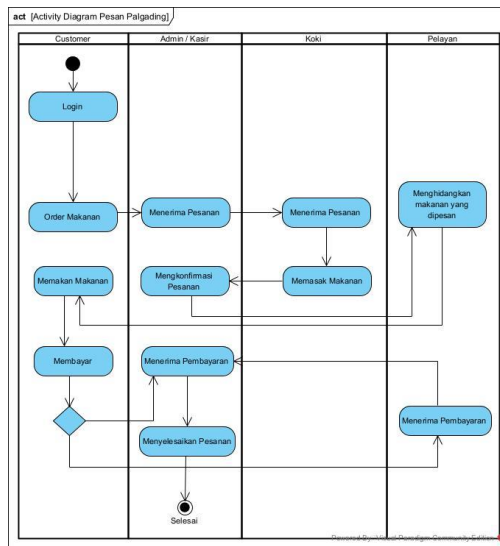 act [Activity Diagram Pesan Palgading]
Customer
Admin / Kasir
Koki
Pelayan
Login
Order Makanan
Menerima Pesanan
Menerima Pesanan
Menghidangkan
makanan yang
dipesan
Memakan Makanan
Mengkonfirmasi
Pesanan
Memasak Makanan
Membayar
Menerima Pembayaran
Menerima Pembayaran
Menyelesaikan Pesanan
Selesai
Powered By Visual Paradigm Community Edition